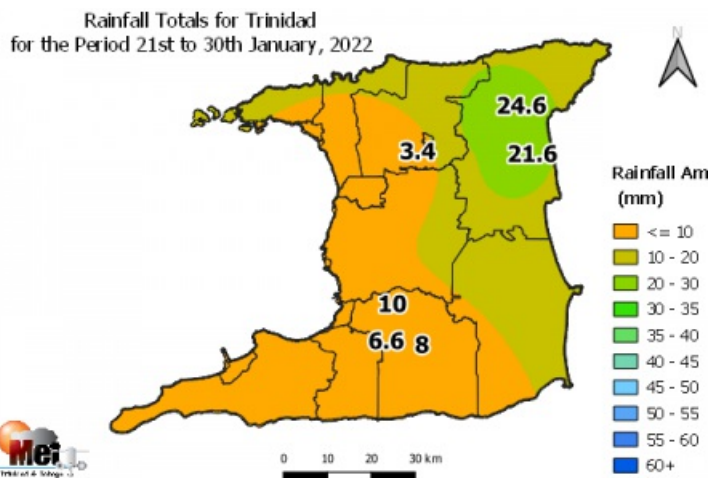 Rainfall Totals for Trinidad
for the Period 21st to 30th January, 2022
N
24.6
3.4
21.6
Rainfall Am
(mm)
<= 10
10 - 20
20 - 30
30 - 35
35 - 40
40 - 45
45 - 50
50 - 55
55 - 60
60+
10
6.6 8
Met
Trinidad & Tobago
0 10 20 30 km